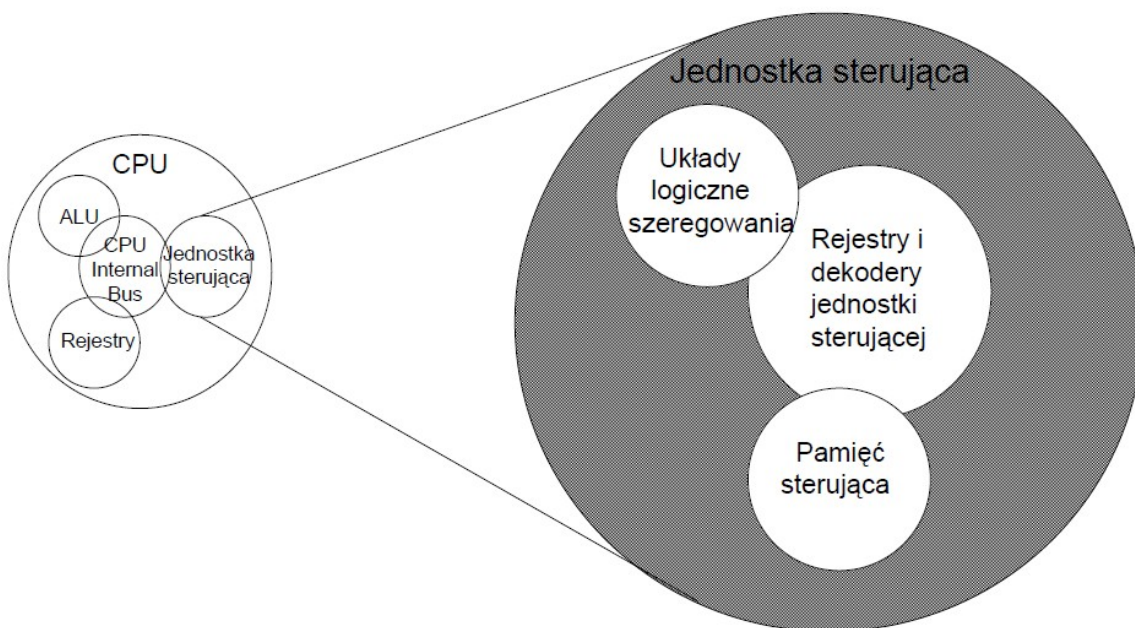 CPU
ALU
CPU
Internal
Bus
Jednostka
sterująca
Rejestry
Jednostka sterująca
Układy
logiczne
szeregowania
Rejestry i
dekodery
jednostki
sterującej
Pamięć
sterująca